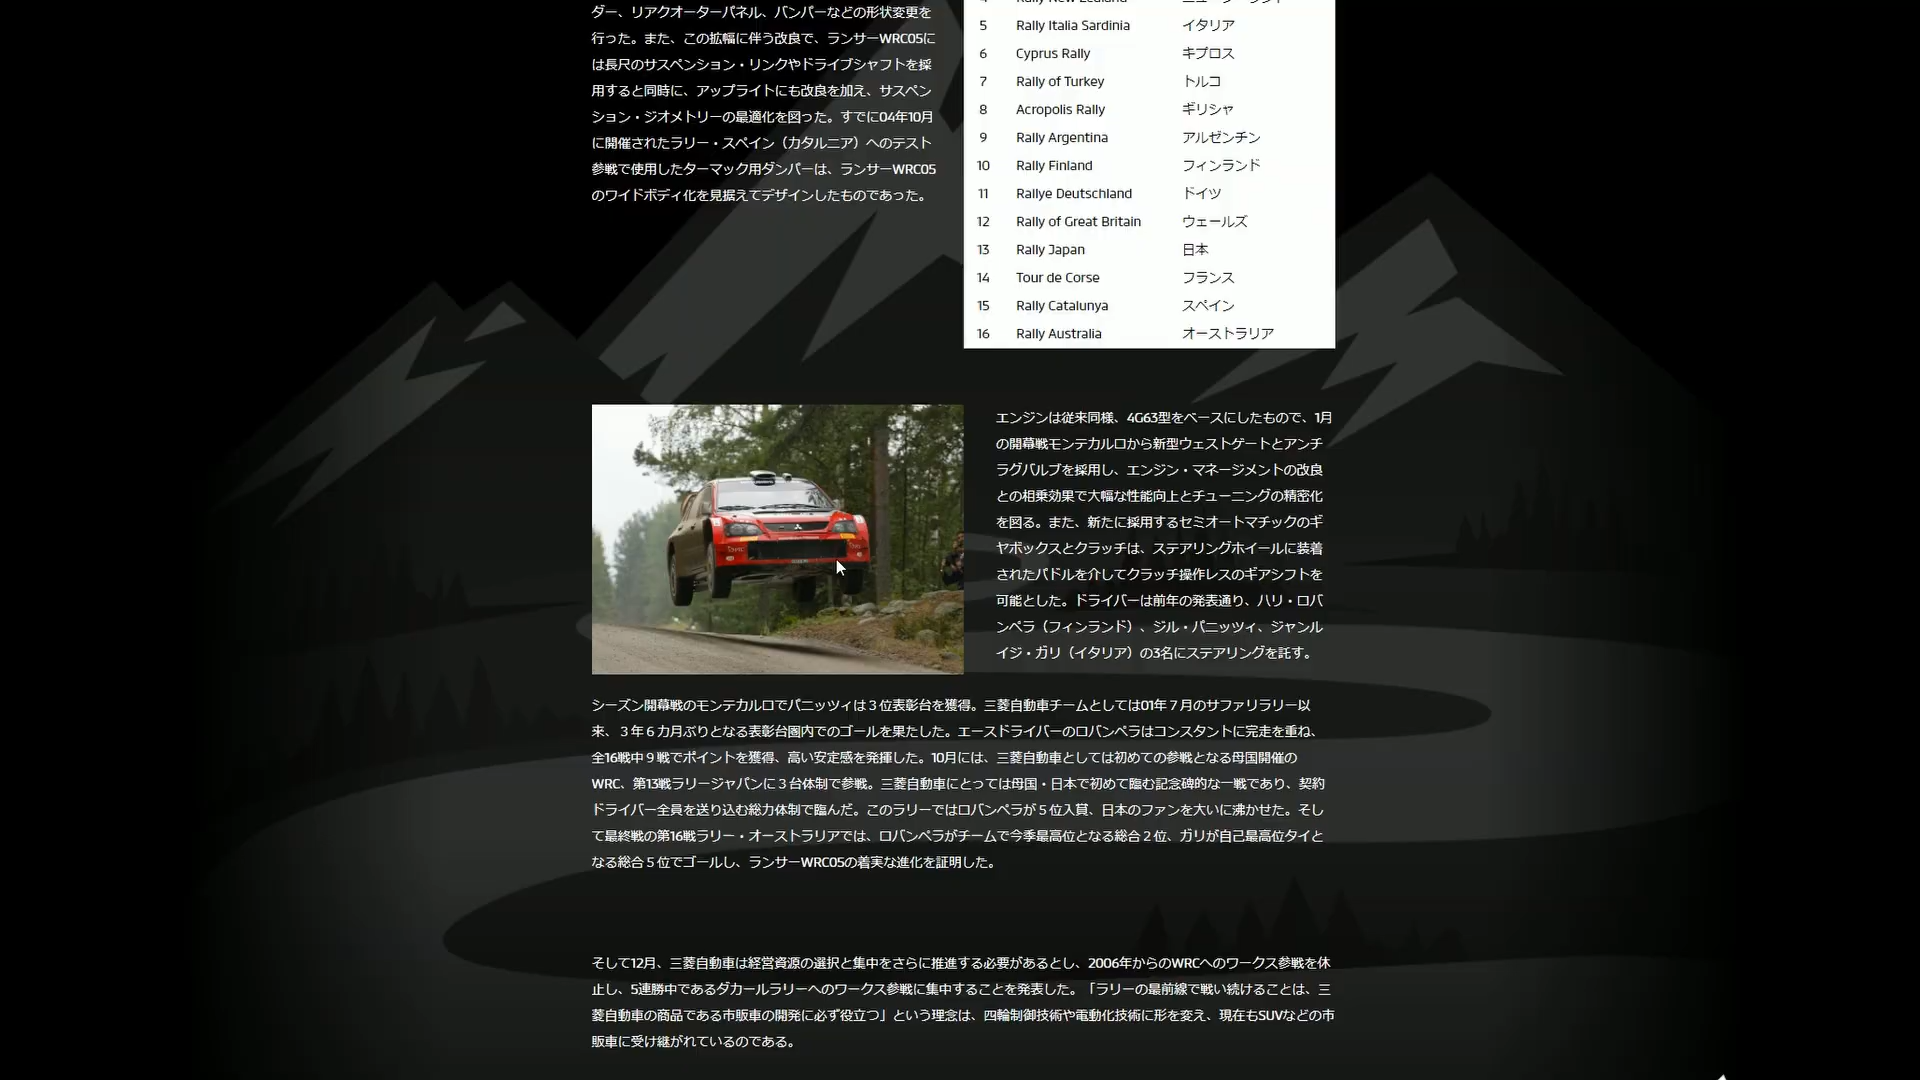 ダー、リアクオーターパネル、バンパーなどの形状変更を
行った。また、この拡幅に伴う改良で、ランサーWRC05に
は長尺のサスペンション・リンクやドライブシャフトを採
用すると同時に、アップライトにも改良を加え、サスペン
ション・ジオメトリーの最適化を図った。すでに04年10月
に開催されたラリー・スペイン（カタルニア）へのテスト
参戦で使用したターマック用ダンパーは、ランサーWRC05
のワイドボディ化を見据えてデザインしたものであった。
5 Rally Italia Sardinia イタリア
6 Cyprus Rally キプロス
7 Rally of Turkey トルコ
8 Acropolis Rally ギリシャ
9 Rally Argentina アルゼンチン
10 Rally Finland フィンランド
11 Rallye Deutschland ドイツ
12 Rally of Great Britain ウェールズ
13 Rally Japan 日本
14 Tour de Corse フランス
15 Rally Catalunya スペイン
16 Rally Australia オーストラリア
エンジンは従来同様、4G63型をベースにしたもので、1月
の開幕戦モンテカルロから新型ウェストゲートとアンチ
ラグバルブを採用し、エンジン・マネージメントの改良
との相乗効果で大幅な性能向上とチューニングの精密化
を図る。また、新たに採用するセミオートマチックのギ
ヤボックスとクラッチは、ステアリングホイールに装着
されたパドルを介してクラッチ操作レスのギアシフトを
可能とした。ドライバーは前年の発表通り、ハリ・ロバ
ンペラ（フィンランド）、ジル・パニッツィ、ジャンル
イジ・ガリ（イタリア）の3名にステアリングを託す。
シーズン開幕戦のモンテカルロでパニッツィは３位表彰台を獲得。三菱自動車チームとしては01年７月のサファリラリー以
来、３年６カ月ぶりとなる表彰台圏内でのゴールを果たした。エースドライバーのロバンペラはコンスタントに完走を重ね、
全16戦中９戦でポイントを獲得、高い安定感を発揮した。10月には、三菱自動車としては初めての参戦となる母国開催の
WRC、第13戦ラリージャパンに３台体制で参戦。三菱自動車にとっては母国・日本で初めて臨む記念碑的な一戦であり、契約
ドライバー全員を送り込む総力体制で臨んだ。このラリーではロバンペラが５位入賞、日本のファンを大いに沸かせた。そし
て最終戦の第16戦ラリー・オーストラリアでは、ロバンペラがチームで今季最高位となる総合２位、ガリが自己最高位タイと
なる総合５位でゴールし、ランサーWRC05の着実な進化を証明した。
そして12月、三菱自動車は経営資源の選択と集中をさらに推進する必要があるとし、2006年からのWRCへのワークス参戦を休
止し、5連勝中であるダカールラリーへのワークス参戦に集中することを発表した。「ラリーの最前線で戦い続けることは、三
菱自動車の商品である市販車の開発に必ず役立つ」という理念は、四輪制御技術や電動化技術に形を変え、現在もSUVなどの市
販車に受け継がれているのである。